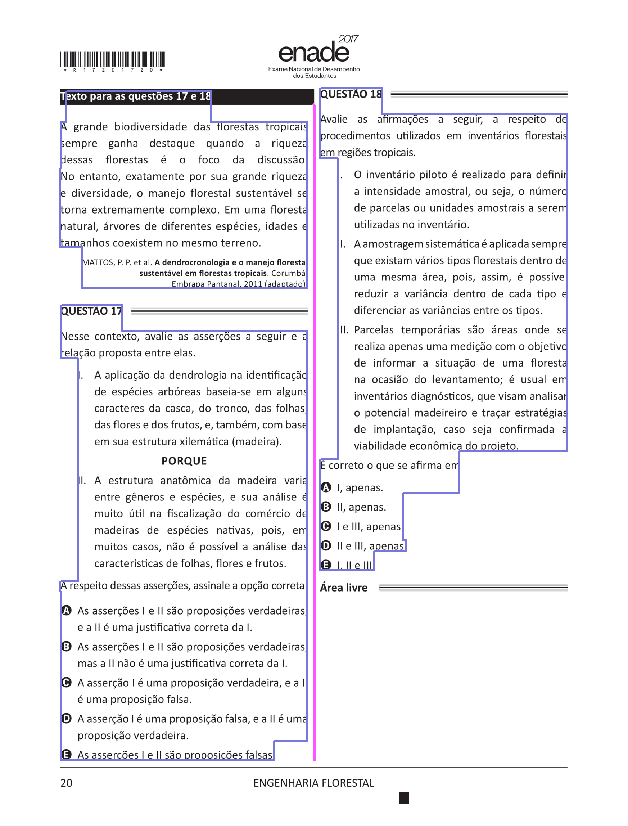 *R17201720*
enade 2017
Exame Nacional de Desempenho
dos Estudantes
Texto para as questões 17 e 18
A grande biodiversidade das florestas tropicais
sempre ganha destaque quando a riqueza
dessas florestas é o foco da discussão
No entanto, exatamente por sua grande riqueza
e diversidade, o manejo florestal sustentável se
torna extremamente complexo. Em uma floresta
natural, árvores de diferentes espécies, idades e
tamanhos coexistem no mesmo terreno.
MATTOS, P. P. et al. A dendrocronologia e o manejo floresta
sustentável em florestas tropicais. Corumbá
Embrapa Pantanal, 2011 (adaptado)
QUESTÃO 17
Nesse contexto, avalie as asserções a seguir e a
relação proposta entre elas.
I. A aplicação da dendrologia na identificação
de espécies arbóreas baseia-se em alguns
caracteres da casca, do tronco, das folhas
das flores e dos frutos, e, também, com base
em sua estrutura xilemática (madeira).
PORQUE
II. A estrutura anatômica da madeira varia
entre gêneros e espécies, e sua análise é
muito útil na fiscalização do comércio de
madeiras de espécies nativas, pois, em
muitos casos, não é possível a análise das
características de folhas, flores e frutos.
A respeito dessas asserções, assinale a opção correta
A As asserções I e II são proposições verdadeiras
e a II é uma justificativa correta da I.
B As asserções I e II são proposições verdadeiras
mas a II não é uma justificativa correta da I.
C A asserção I é uma proposição verdadeira, e a I
é uma proposição falsa.
D A asserção I é uma proposição falsa, e a II é uma
proposição verdadeira.
E As asserções I e II são proposições falsas
QUESTÃO 18
Avalie as afirmações a seguir, a respeito de
procedimentos utilizados em inventários florestais
em regiões tropicais.
. O inventário piloto é realizado para definir
a intensidade amostral, ou seja, o número
de parcelas ou unidades amostrais a serem
utilizadas no inventário.
I. A amostragem sistemática é aplicada sempre
que existam vários tipos florestais dentro de
uma mesma área, pois, assim, é possíve
reduzir a variância dentro de cada tipo e
diferenciar as variâncias entre os tipos.
II. Parcelas temporárias são áreas onde se
realiza apenas uma medição com o objetivo
de informar a situação de uma floresta
na ocasião do levantamento; é usual em
inventários diagnósticos, que visam analisar
o potencial madeireiro e traçar estratégias
de implantação, caso seja confirmada a
viabilidade econômica do projeto.
É correto o que se afirma em
A I, apenas.
B II, apenas.
C I e III, apenas
D II e III, apenas
E I, II e III
Área livre
20
ENGENHARIA FLORESTAL